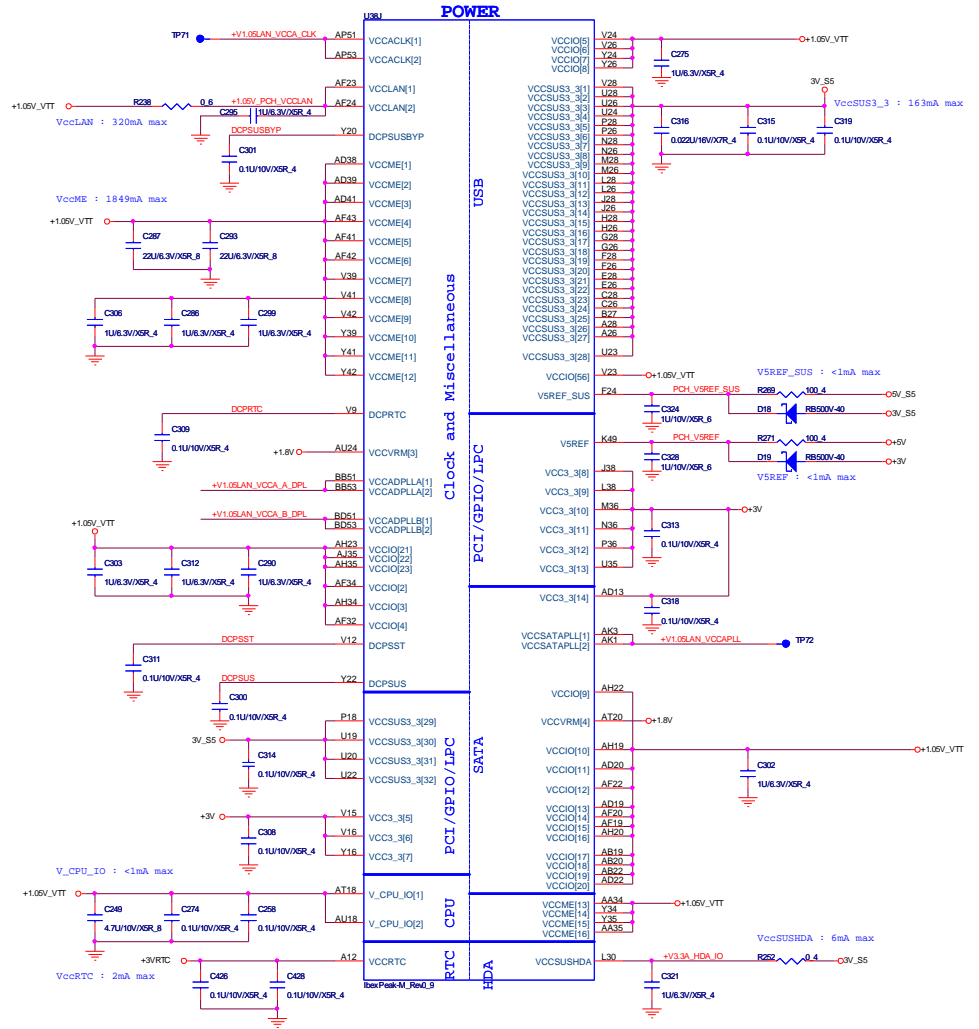 POWER
U38J
TP71
+V1.05LAN_VCCA_CLK
AP51
VCCACLK[1]
AP53
VCCACLK[2]
AF23
VCCLAN[1]
+1.05V_VTT
R238
0_6
+1.05V_PCH_VCCLAN
AF24
VCCLAN[2]
C295
1U/6.3V/X5R_4
VccLAN : 320mA max
DCPSUSBYP
Y20
DCPSUSBYP
C301
0.1U/10V/X5R_4
AD38
VCCME[1]
AD39
VCCME[2]
VccME : 1849mA max
AD41
VCCME[3]
+1.05V_VTT
AF43
VCCME[4]
C287
22U/6.3V/X5R_8
C293
22U/6.3V/X5R_8
AF41
VCCME[5]
AF42
VCCME[6]
V39
VCCME[7]
V41
VCCME[8]
C306
1U/6.3V/X5R_4
C286
1U/6.3V/X5R_4
C299
1U/6.3V/X5R_4
V42
VCCME[9]
Y39
VCCME[10]
Y41
VCCME[11]
Y42
VCCME[12]
DCPRTC
V9
DCPRTC
C309
0.1U/10V/X5R_4
+1.8V
AU24
VCCVRM[3]
BB51
VCCADPLLA[1]
+V1.05LAN_VCCA_A_DPL
BB53
VCCADPLLA[2]
+V1.05LAN_VCCA_B_DPL
BD51
VCCADPLLB[1]
BD53
VCCADPLLB[2]
+1.05V_VTT
AH23
VCCIO[21]
AJ35
VCCIO[22]
AH35
VCCIO[23]
C303
1U/6.3V/X5R_4
C312
1U/6.3V/X5R_4
C290
1U/6.3V/X5R_4
AF34
VCCIO[2]
AH34
VCCIO[3]
AF32
VCCIO[4]
DCPSST
V12
DCPSST
C311
0.1U/10V/X5R_4
DCPSUS
Y22
DCPSUS
C300
0.1U/10V/X5R_4
P18
VCCSUS3_3[29]
3V_S5
U19
VCCSUS3_3[30]
C314
0.1U/10V/X5R_4
U20
VCCSUS3_3[31]
U22
VCCSUS3_3[32]
+3V
V15
VCC3_3[5]
C308
0.1U/10V/X5R_4
V16
VCC3_3[6]
Y16
VCC3_3[7]
V_CPU_IO : <1mA max
+1.05V_VTT
AT18
V_CPU_IO[1]
C249
4.7U/10V/X5R_8
C274
0.1U/10V/X5R_4
C258
0.1U/10V/X5R_4
AU18
V_CPU_IO[2]
+3VRTC
A12
VCCRTC
VccRTC : 2mA max
C426
0.1U/10V/X5R_4
C428
0.1U/10V/X5R_4
IbexPeak-M_Rev0_9
Clock and Miscellaneous
PCI/GPIO/LPC
CPU
RTC
USB
PCI/GPIO/LPC
SATA
HDA
VCCIO[5]
V24
+1.05V_VTT
VCCIO[6]
V26
VCCIO[7]
Y24
VCCIO[8]
Y26
C275
1U/6.3V/X5R_4
VCCSUS3_3[1]
V28
VCCSUS3_3[2]
U28
VCCSUS3_3[3]
U26
VCCSUS3_3[4]
U24
VCCSUS3_3[5]
P28
VCCSUS3_3[6]
P26
VCCSUS3_3[7]
N28
VCCSUS3_3[8]
N26
VCCSUS3_3[9]
M28
VCCSUS3_3[10]
M26
VCCSUS3_3[11]
L28
VCCSUS3_3[12]
L26
VCCSUS3_3[13]
J28
VCCSUS3_3[14]
J26
VCCSUS3_3[15]
H28
VCCSUS3_3[16]
H26
VCCSUS3_3[17]
G28
VCCSUS3_3[18]
G26
VCCSUS3_3[19]
F28
VCCSUS3_3[20]
F26
VCCSUS3_3[21]
E28
VCCSUS3_3[22]
E26
VCCSUS3_3[23]
C28
VCCSUS3_3[24]
C26
VCCSUS3_3[25]
B27
VCCSUS3_3[26]
A28
VCCSUS3_3[27]
A26
VCCSUS3_3[28]
U23
3V_S5
VccSUS3_3 : 163mA max
C316
0.022U/16V/X7R_4
C315
0.1U/10V/X5R_4
C319
0.1U/10V/X5R_4
VCCIO[56]
V23
+1.05V_VTT
V5REF_SUS : <1mA max
V5REF_SUS
F24
PCH_V5REF_SUS
R269
100_4
5V_S5
C324
1U/10V/X5R_6
D18
RB500V-40
3V_S5
V5REF
K49
PCH_V5REF
R271
100_4
+5V
C328
1U/10V/X5R_6
D19
RB500V-40
+3V
V5REF : <1mA max
VCC3_3[8]
J38
VCC3_3[9]
L38
VCC3_3[10]
M36
+3V
VCC3_3[11]
N36
C313
0.1U/10V/X5R_4
VCC3_3[12]
P36
VCC3_3[13]
U35
VCC3_3[14]
AD13
C318
0.1U/10V/X5R_4
VCCSATAPLL[1]
AK3
VCCSATAPLL[2]
AK1
+V1.05LAN_VCCAPLL
TP72
VCCIO[9]
AH22
VCCVRM[4]
AT20
+1.8V
VCCIO[10]
AH19
+1.05V_VTT
VCCIO[11]
AD20
C302
1U/6.3V/X5R_4
VCCIO[12]
AF22
VCCIO[13]
AD19
VCCIO[14]
AF20
VCCIO[15]
AF19
VCCIO[16]
AH20
VCCIO[17]
AB19
VCCIO[18]
AB20
VCCIO[19]
AB22
VCCIO[20]
AD22
VCCME[13]
AA34
+1.05V_VTT
VCCME[14]
Y34
VCCME[15]
Y35
VCCME[16]
AA35
VccSUSHDA : 6mA max
VCCSUSHDA
L30
+V3.3A_HDA_IO
R252
0_4
3V_S5
C321
1U/6.3V/X5R_4